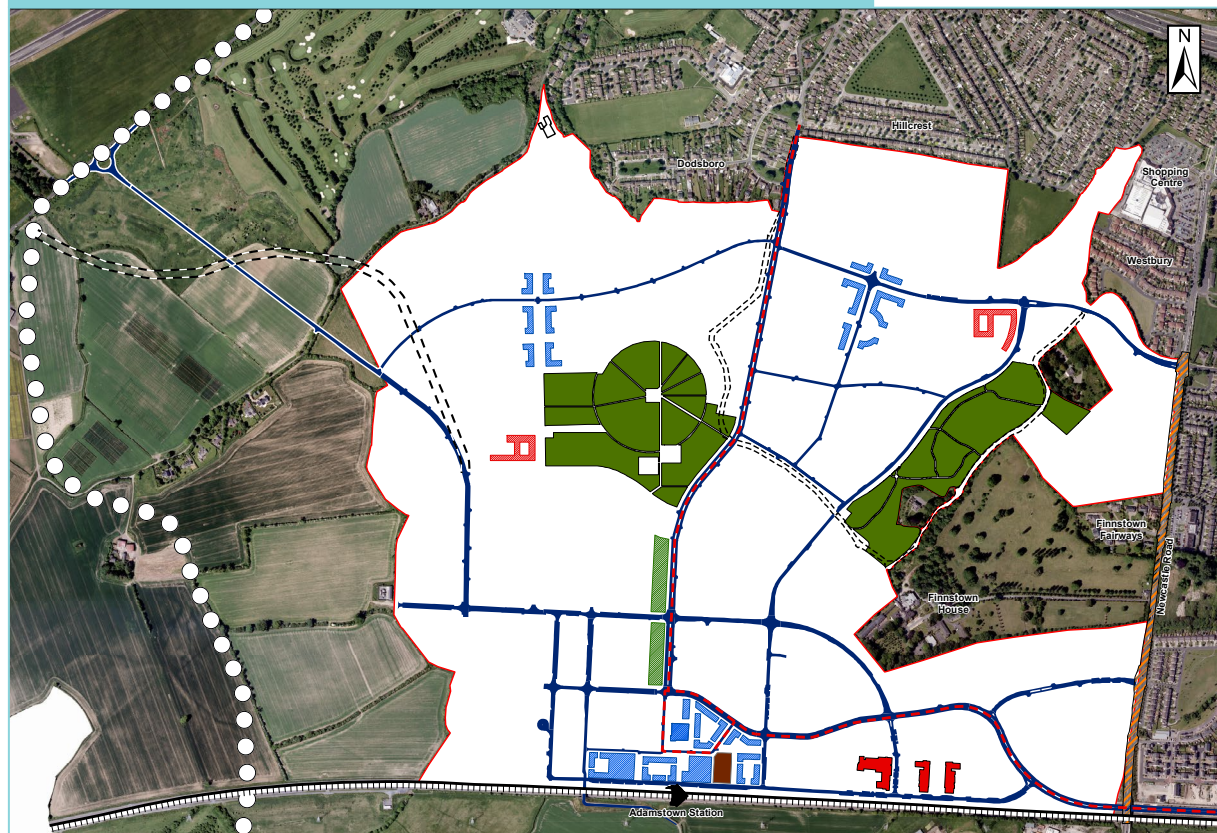 N
Hillcrest
Dodsboro
Shopping
Centre
Westbury
Finnstown
Fairways
Newcastle Road
Finnstown
House
Adamstown Station